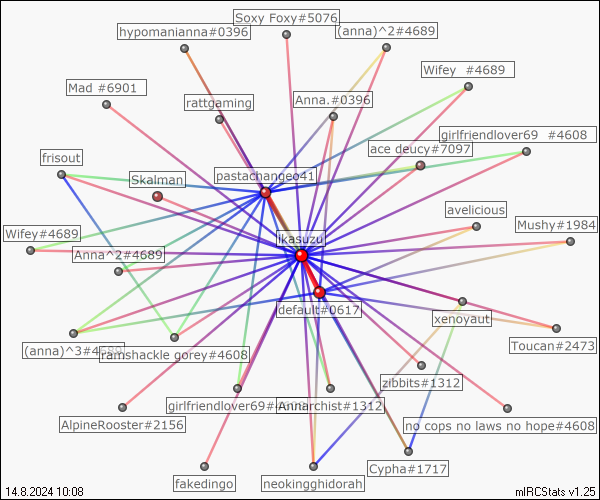 Soxy Foxy#5076
hypomanianna#0396
(anna)^2#4689
Wifey #4689
Mad #6901
rattgaming
Anna.#0396
girlfriendlover69 #4608
ace deucy#7097
frisout
pastachangeo41
Skalman
avelicious
Mushy#1984
Wifey#4689
ikasuzu
Anna^2#4689
default#0617
xenoyaut
Toucan#2473
(anna)^3#4689
ramshackle gorey#4608
zibbits#1312
girlfriendlover69#
Annarchist#1312
AlpineRooster#2156
no cops no laws no hope#4608
Cypha#1717
fakedingo
neokingghidorah
14.8.2024 10:08
mIRCStats v1.25